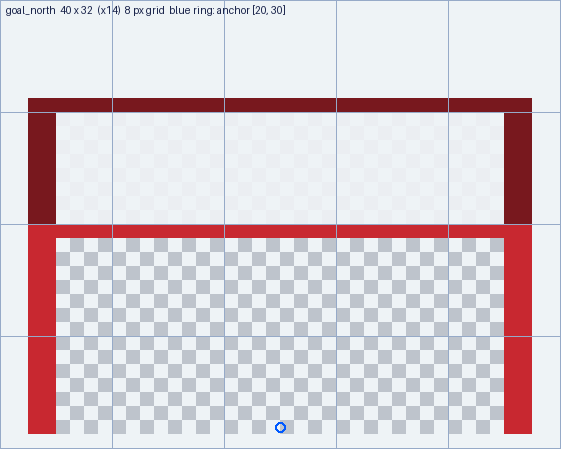 goal_north 40 x 32 (x14) 8 px grid blue ring: anchor [20, 30]